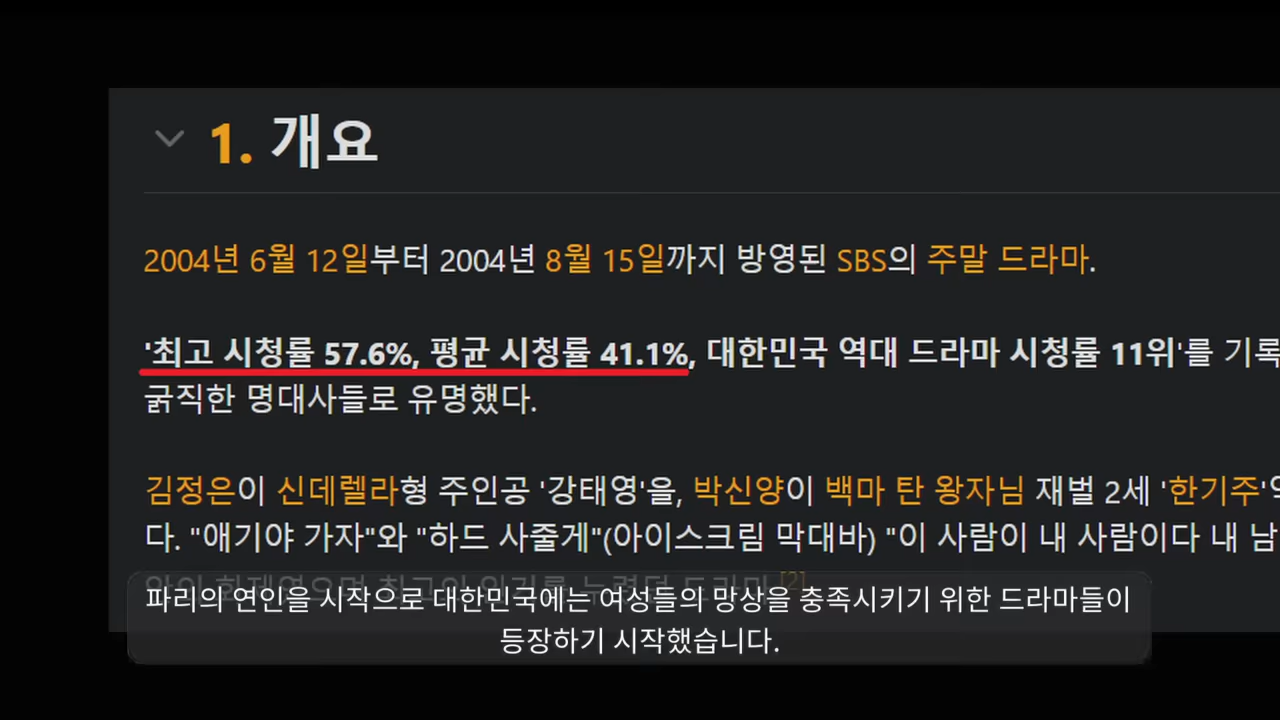 1. 개요
2004년 6월 12일부터 2004년 8월 15일까지 방영된 SBS의 주말 드라마.
'최고 시청률 57.6%, 평균 시청률 41.1%, 대한민국 역대 드라마 시청률 11위'를 기록
굵직한 명대사들로 유명했다.
김정은이 신데렐라형 주인공 '강태영'을, 박신양이 백마 탄 왕자님 재벌 2세 '한기주'역
다. "애기야 가자"와 "하드 사줄게"(아이스크림 막대바) "이 사람이 내 사람이다 내 남
파리의 연인을 시작으로 대한민국에는 여성들의 망상을 충족시키기 위한 드라마들이
등장하기 시작했습니다.